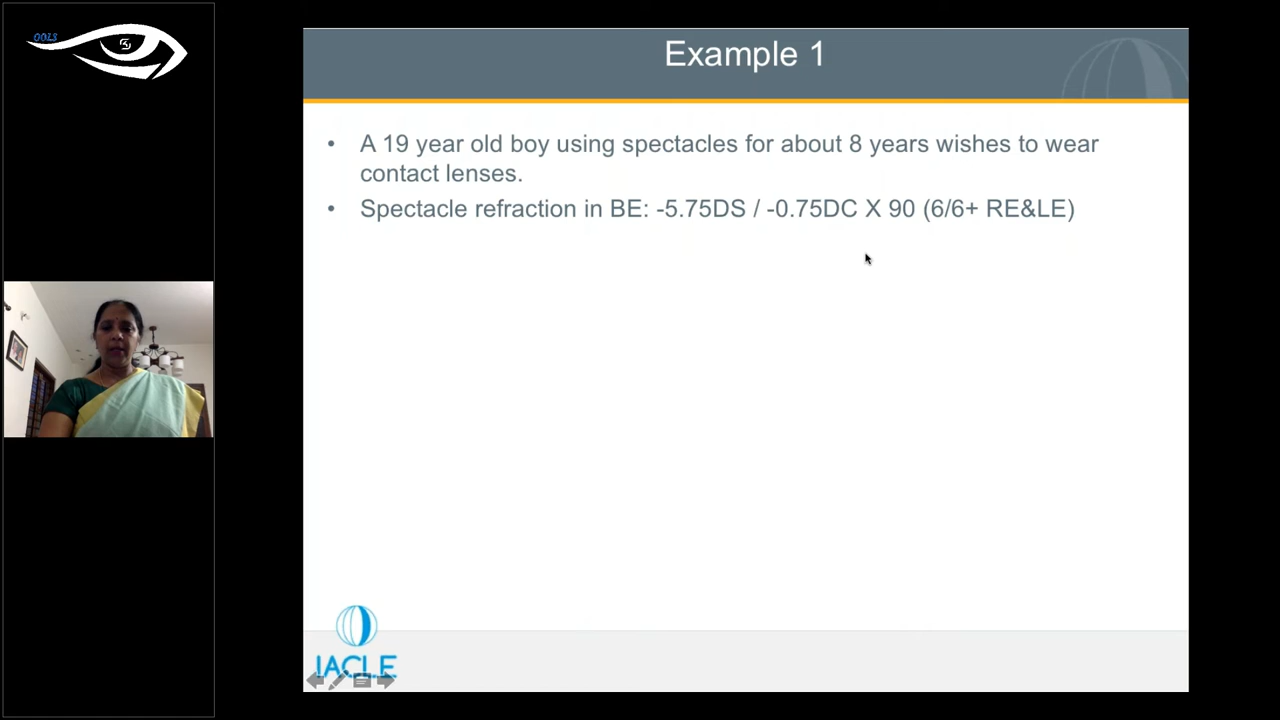 OOLS
Example 1
• A 19 year old boy using spectacles for about 8 years wishes to wear
contact lenses.
• Spectacle refraction in BE: -5.75DS / -0.75DC X 90 (6/6+ RE&LE)
IACLE